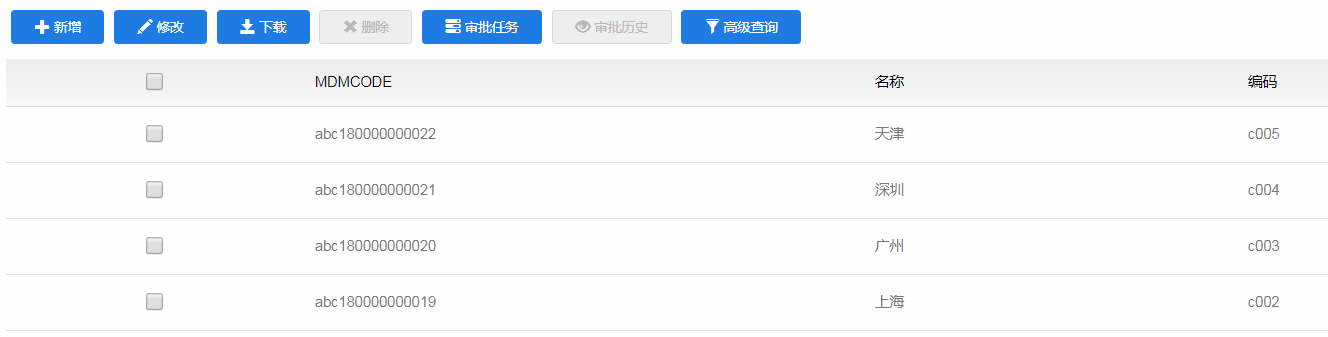 新增 修改 下载 删除 审批任务 审批历史 高级查询
MDMCODE 名称 编码
abc180000000022 天津 c005
abc180000000021 深圳 c004
abc180000000020 广州 c003
abc180000000019 上海 c002